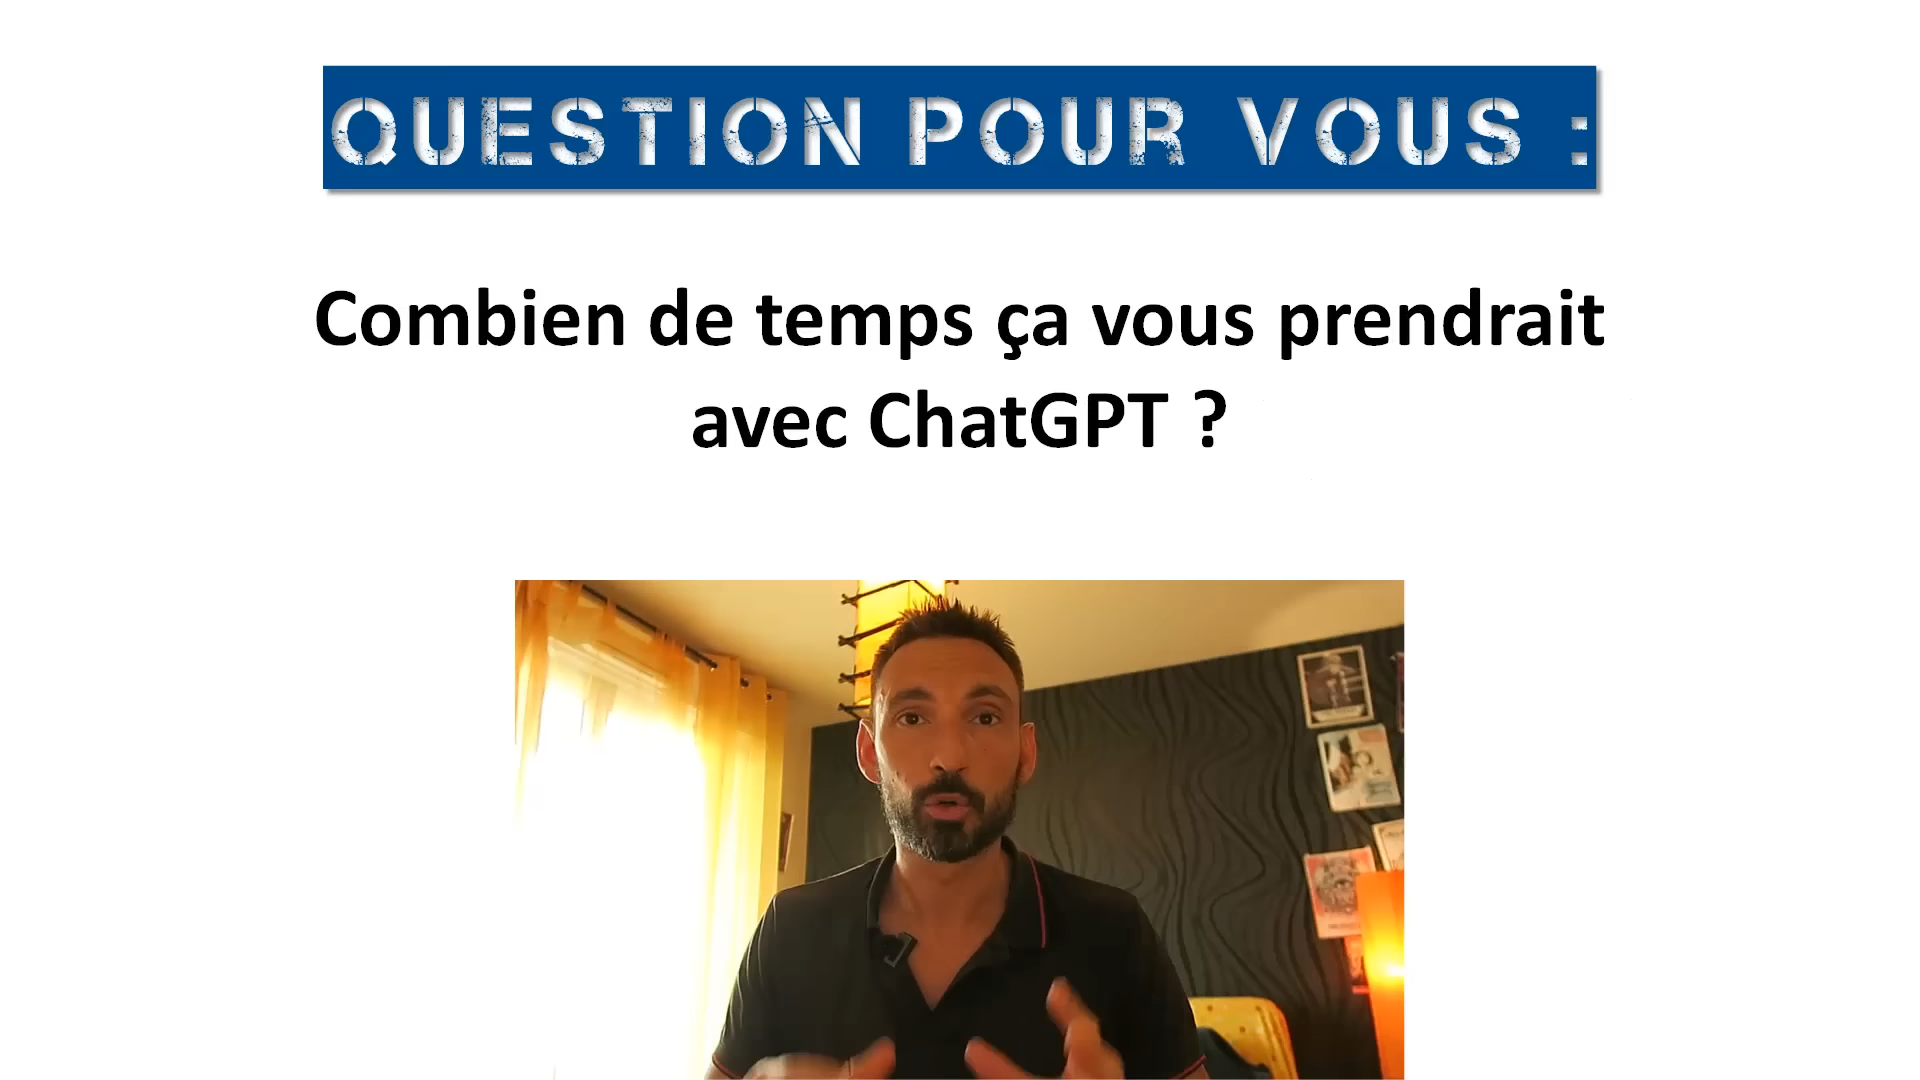 QUESTION POUR VOUS :
Combien de temps ça vous prendrait
avec ChatGPT ?